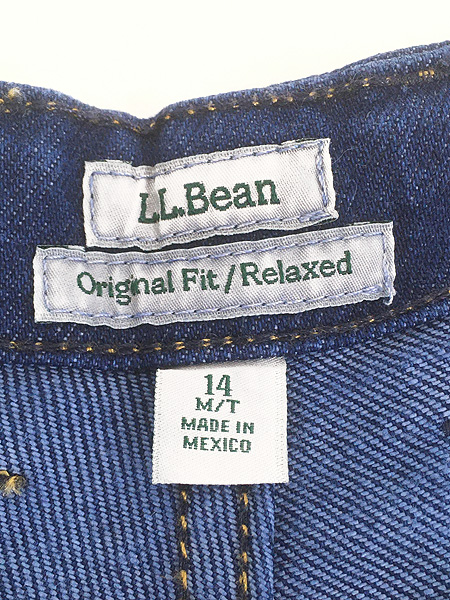 L.L.Bean
Original Fit / Relaxed
14
M/T
MADE IN
MEXICO